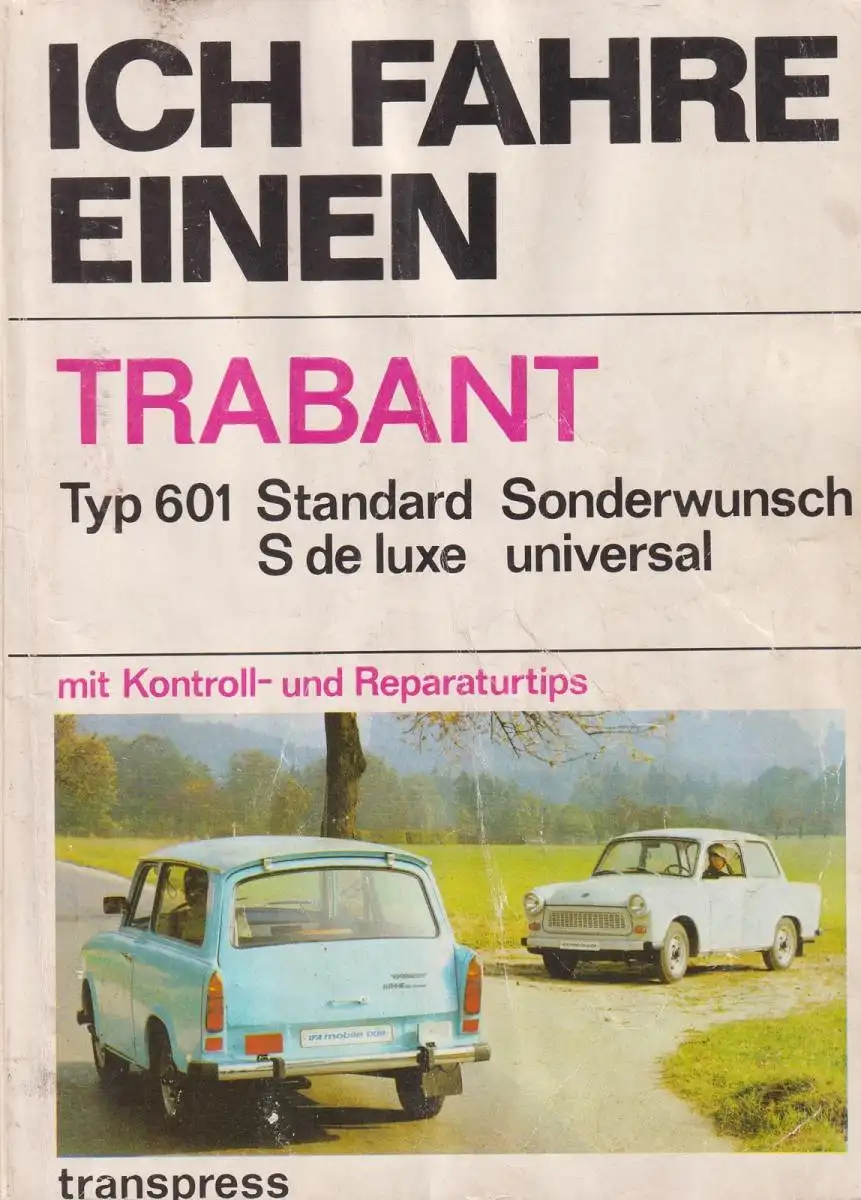 ICH FAHRE
EINEN
TRABANT
Typ 601 Standard Sonderwunsch
S de luxe universal
mit Kontroll- und Reparaturtips
IFA mobile DDR
transpress